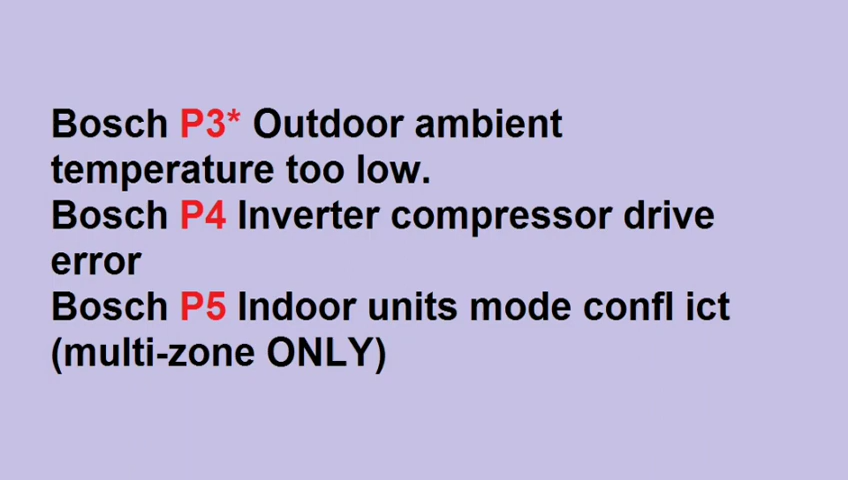 Bosch P3* Outdoor ambient
temperature too low.
Bosch P4 Inverter compressor drive
error
Bosch P5 Indoor units mode confl ict
(multi-zone ONLY)